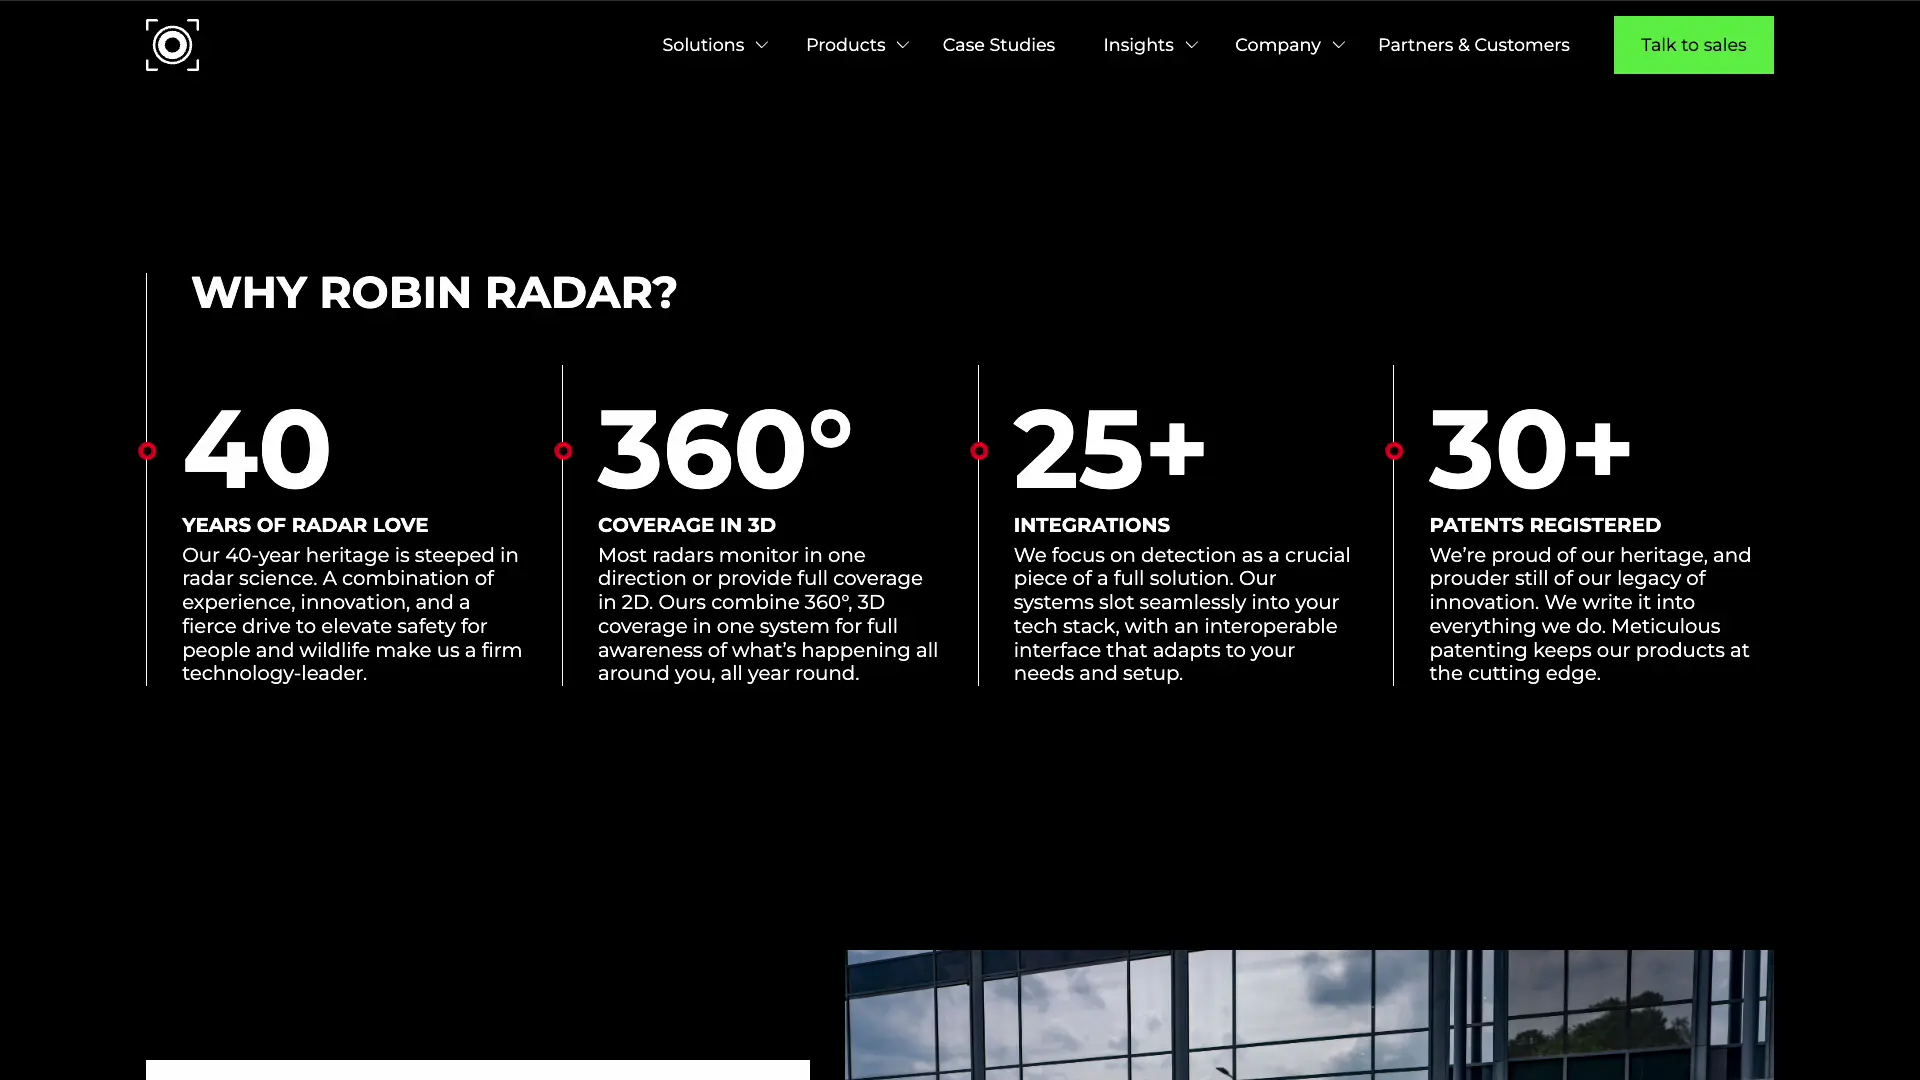 Solutions
Products
Case Studies
Insights
Company
Partners & Customers
Talk to sales
WHY ROBIN RADAR?
40
YEARS OF RADAR LOVE
Our 40-year heritage is steeped in
radar science. A combination of
experience, innovation, and a
fierce drive to elevate safety for
people and wildlife make us a firm
technology-leader.
360°
COVERAGE IN 3D
Most radars monitor in one
direction or provide full coverage
in 2D. Ours combine 360°, 3D
coverage in one system for full
awareness of what’s happening all
around you, all year round.
25+
INTEGRATIONS
We focus on detection as a crucial
piece of a full solution. Our
systems slot seamlessly into your
tech stack, with an interoperable
interface that adapts to your
needs and setup.
30+
PATENTS REGISTERED
We’re proud of our heritage, and
prouder still of our legacy of
innovation. We write it into
everything we do. Meticulous
patenting keeps our products at
the cutting edge.